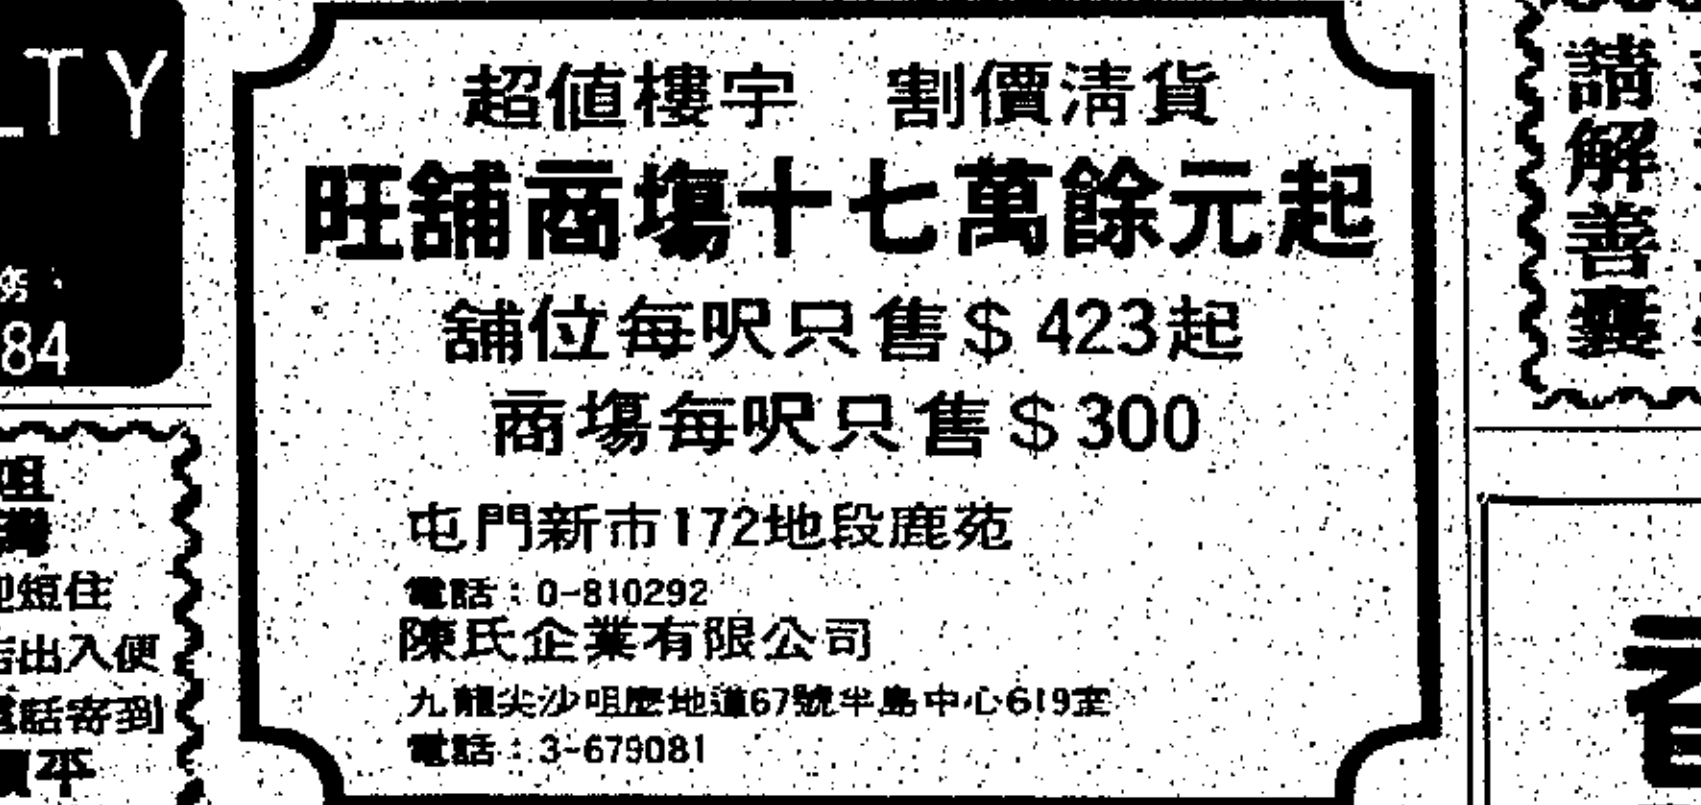 LTY
84
短住
出入便
電話寄到
超值樓宇 割價清貨
旺舖商場十七萬餘元起
舖位每呎只售$423起
商場每呎只售$300
屯門新市172地段鹿苑
電話：0-810292
陳氏企業有限公司
九龍尖沙咀麼地道67號半島中心619室
電話：3-679081
請解善囊